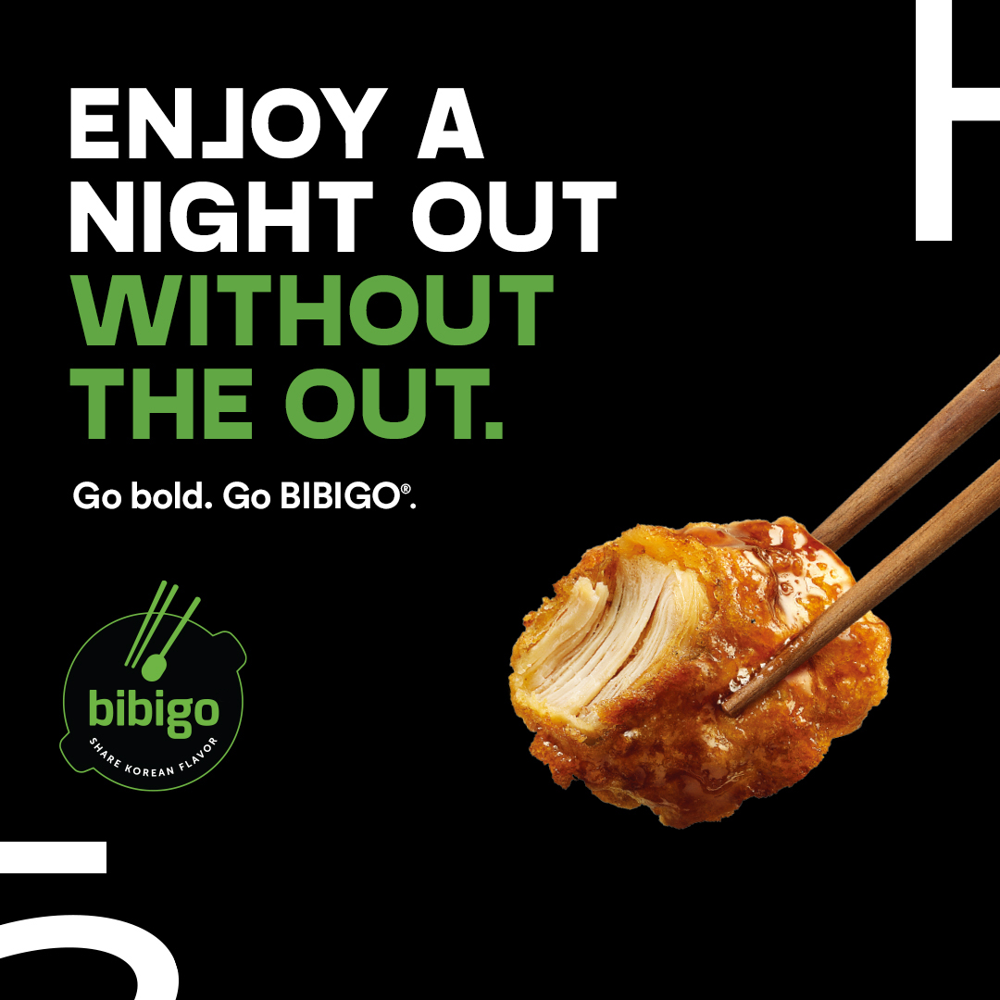 ENJOY A
NIGHT OUT
WITHOUT
THE OUT.
Go bold. Go BIBIGO®.
bibigo
SHARE KOREAN FLAVOR